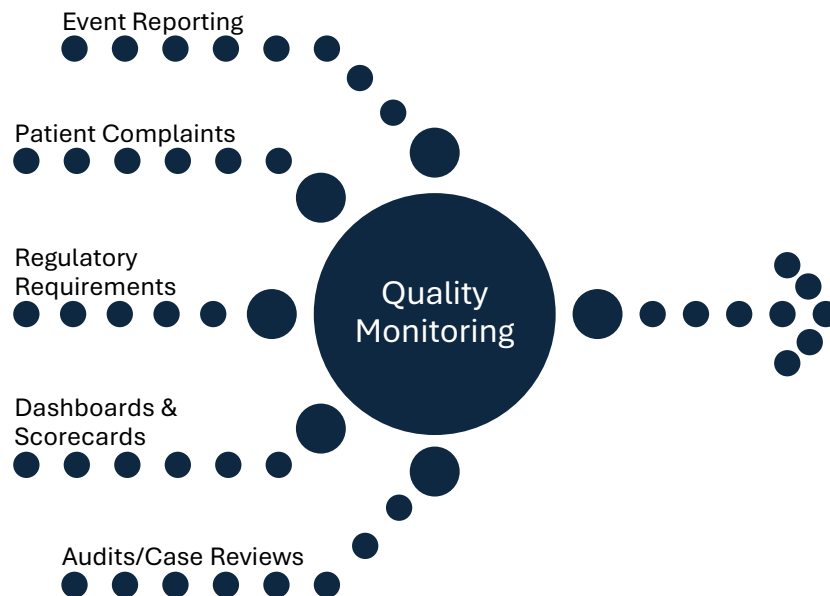 Event Reporting
Patient Complaints
Regulatory
Requirements
Quality
Monitoring
Dashboards &
Scorecards
Audits/Case Reviews